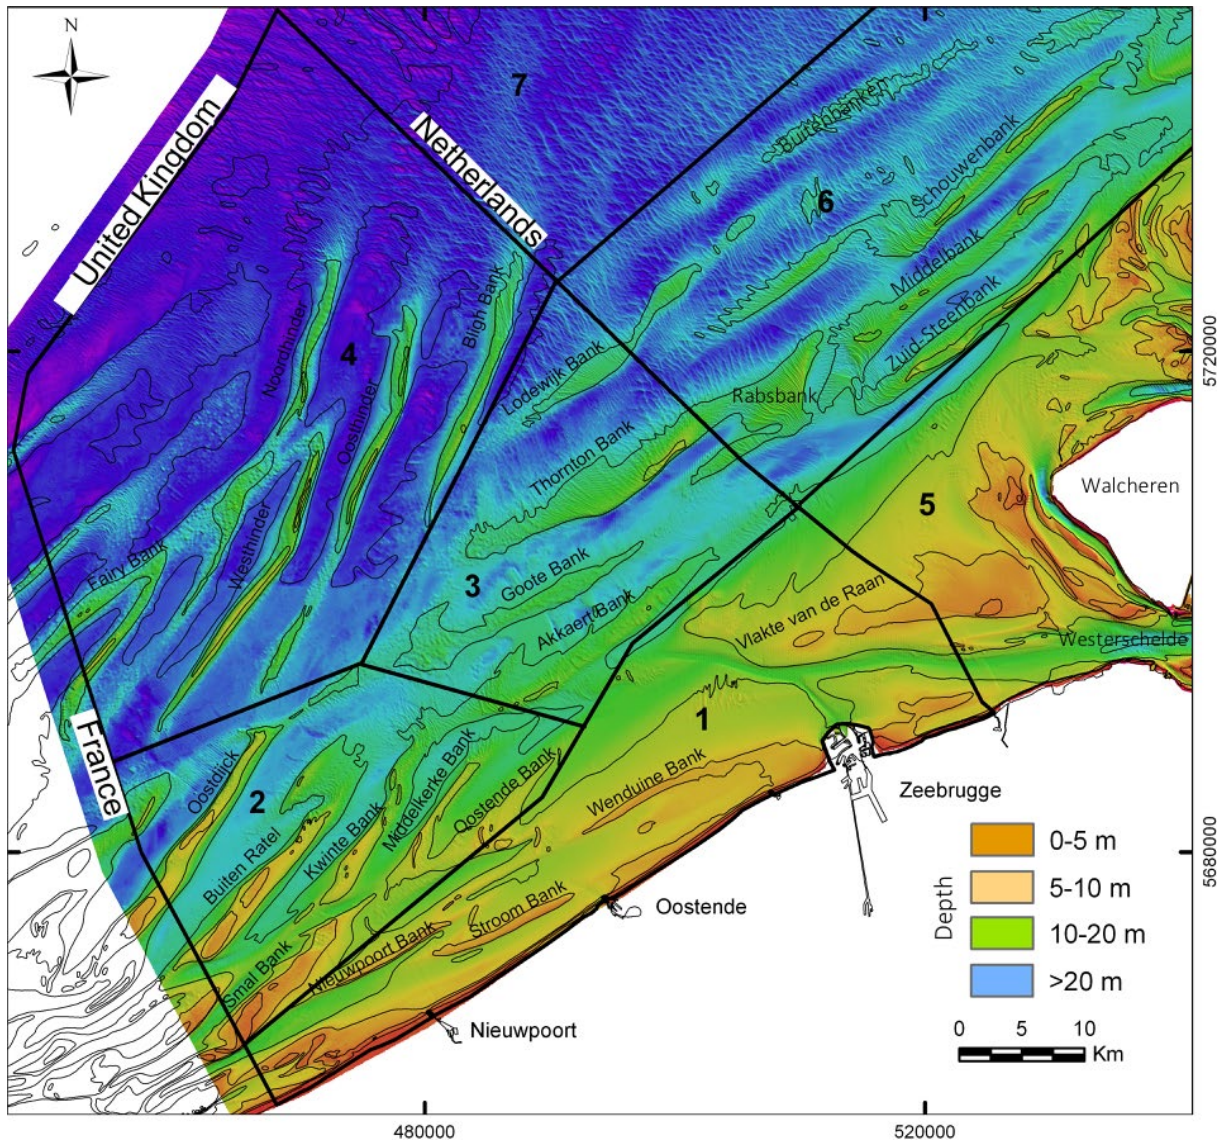 N
7
United Kingdom
Netherlands
Buitenbanken
Schouwenbank
6
Middelbank
Zuid-Steenbank
Bligh Bank
Noordhinder
4
Oosthinder
Lodewijk Bank
Rabsbank
5720000
Thornton Bank
Walcheren
5
Fairy Bank
Westhinder
3
Goote Bank
Akkaert Bank
Vlakte van de Raan
Westerschelde
France
1
Oostdijck
2
Middelkerke Bank
Oostende Bank
Wenduine Bank
Zeebrugge
Buiten Ratel
Kwinte Bank
5680000
Stroom Bank
Oostende
Nieuwpoort Bank
Smal Bank
Nieuwpoort
Depth
0-5 m
5-10 m
10-20 m
>20 m
0 5 10
Km
480000
520000